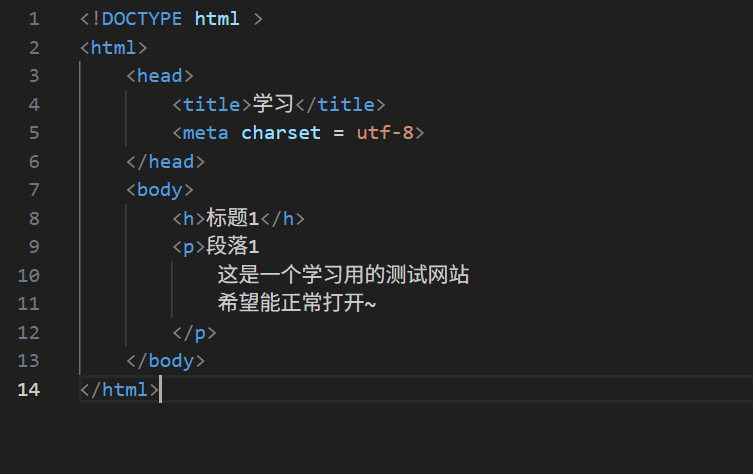 1 <!DOCTYPE html >
2 <html>
3     <head>
4         <title>学习</title>
5         <meta charset = utf-8>
6     </head>
7     <body>
8         <h>标题1</h>
9         <p>段落1
10             这是一个学习用的测试网站
11             希望能正常打开~
12         </p>
13     </body>
14 </html>